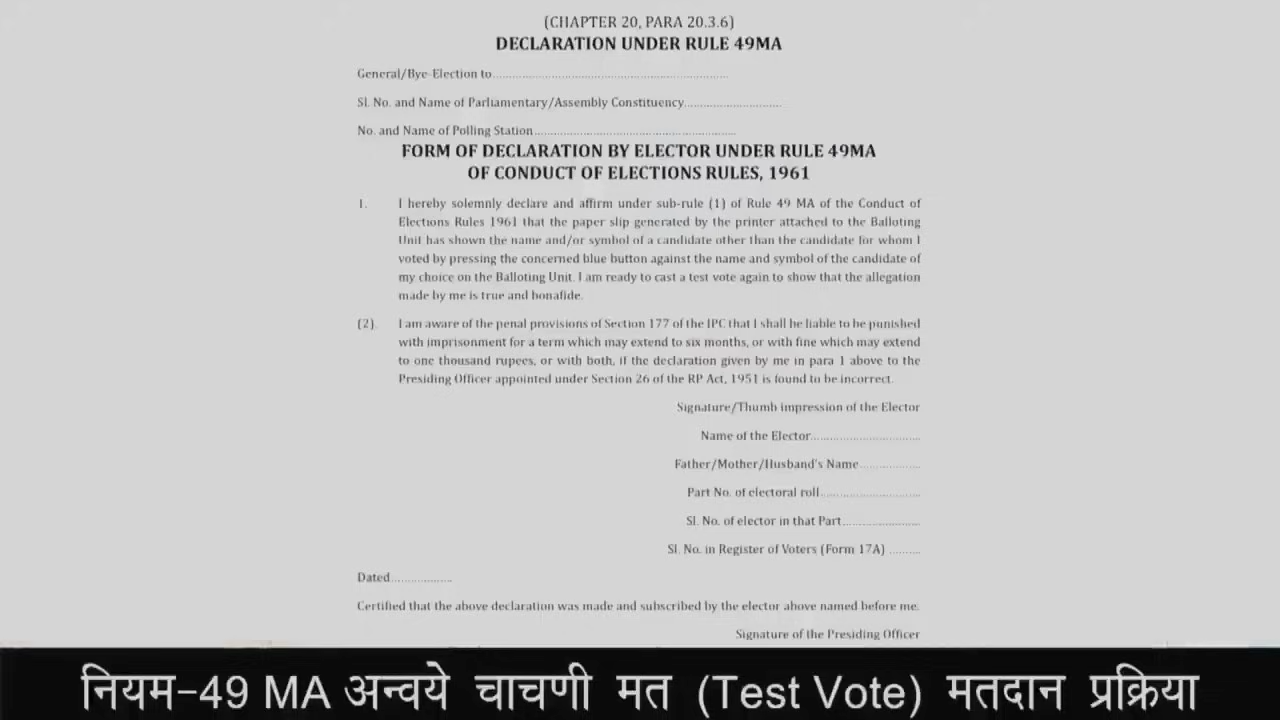 (CHAPTER 20, PARA 20.3.6)
DECLARATION UNDER RULE 49MA
General/Bye-Election to............................................................................
Sl. No. and Name of Parliamentary/Assembly Constituency..............................
No. and Name of Polling Station.................................................................
FORM OF DECLARATION BY ELECTOR UNDER RULE 49MA
OF CONDUCT OF ELECTIONS RULES, 1961
1. I hereby solemnly declare and affirm under sub-rule (1) of Rule 49 MA of the Conduct of
Elections Rules 1961 that the paper slip generated by the printer attached to the Balloting
Unit has shown the name and/or symbol of a candidate other than the candidate for whom I
voted by pressing the concerned blue button against the name and symbol of the candidate of
my choice on the Balloting Unit. I am ready to cast a test vote again to show that the allegation
made by me is true and bonafide.
(2). I am aware of the penal provisions of Section 177 of the IPC that I shall be liable to be punished
with imprisonment for a term which may extend to six months, or with fine which may extend
to one thousand rupees, or with both, if the declaration given by me in para 1 above to the
Presiding Officer appointed under Section 26 of the RP Act, 1951 is found to be incorrect.
Signature/Thumb impression of the Elector
Name of the Elector...................................
Father/Mother/Husband's Name...................
Part No. of electoral roll................................
Sl. No. of elector in that Part.........................
Sl. No. in Register of Voters (Form 17A) ..........
Dated....................
Certified that the above declaration was made and subscribed by the elector above named before me.
Signature of the Presiding Officer
नियम-49 MA अन्वये चाचणी मत (Test Vote) मतदान प्रक्रिया